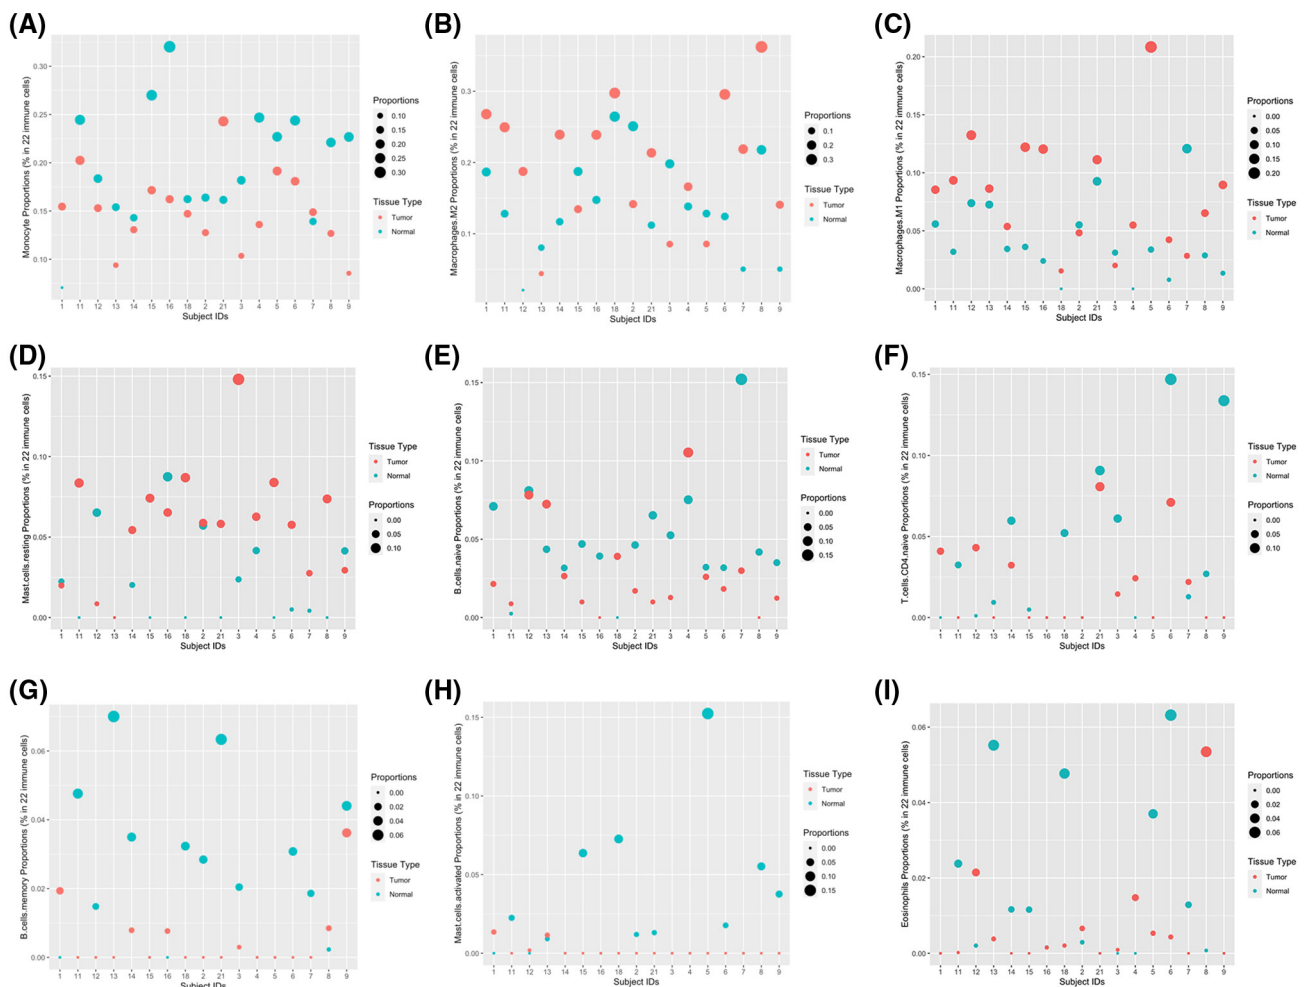 (A)
Monocyte Proportions (% in 22 immune cells)
0.30
0.25
0.20
0.15
0.10
1 11 12 13 14 15 16 18 2 21 3 4 5 6 7 8 9
Subject IDs
Proportions
0.10
0.15
0.20
0.25
0.30
Tissue Type
Tumor
Normal
(B)
Macrophages.M2 Proportions (% in 22 immune cells)
0.3
0.2
0.1
1 11 12 13 14 15 16 18 2 21 3 4 5 6 7 8 9
Subject IDs
Proportions
0.1
0.2
0.3
Tissue Type
Tumor
Normal
(C)
Macrophages.M1 Proportions (% in 22 immune cells)
0.20
0.15
0.10
0.05
0.00
1 11 12 13 14 15 16 18 2 21 3 4 5 6 7 8 9
Subject IDs
Proportions
0.00
0.05
0.10
0.15
0.20
Tissue Type
Tumor
Normal
(D)
Mast.cells.resting Proportions (% in 22 immune cells)
0.15
0.10
0.05
0.00
1 11 12 13 14 15 16 18 2 21 3 4 5 6 7 8 9
Subject IDs
Tissue Type
Tumor
Normal
Proportions
0.00
0.05
0.10
(E)
B.cells.naive Proportions (% in 22 immune cells)
0.15
0.10
0.05
0.00
1 11 12 13 14 15 16 18 2 21 3 4 5 6 7 8 9
Subject IDs
Tissue Type
Tumor
Normal
Proportions
0.00
0.05
0.10
0.15
(F)
T.cells.CD4.naive Proportions (% in 22 immune cells)
0.15
0.10
0.05
0.00
1 11 12 13 14 15 16 18 2 21 3 4 5 6 7 8 9
Subject IDs
Tissue Type
Tumor
Normal
Proportions
0.00
0.05
0.10
(G)
B.cells.memory Proportions (% in 22 immune cells)
0.06
0.04
0.02
0.00
1 11 12 13 14 15 16 18 2 21 3 4 5 6 7 8 9
Subject IDs
Proportions
0.00
0.02
0.04
0.06
Tissue Type
Tumor
Normal
(H)
Mast.cells.activated Proportions (% in 22 immune cells)
0.15
0.10
0.05
0.00
1 11 12 13 14 15 16 18 2 21 3 4 5 6 7 8 9
Subject IDs
Tissue Type
Tumor
Normal
Proportions
0.00
0.05
0.10
0.15
(I)
Eosinophils Proportions (% in 22 immune cells)
0.06
0.04
0.02
0.00
1 11 12 13 14 15 16 18 2 21 3 4 5 6 7 8 9
Subject IDs
Proportions
0.00
0.02
0.04
0.06
Tissue Type
Tumor
Normal